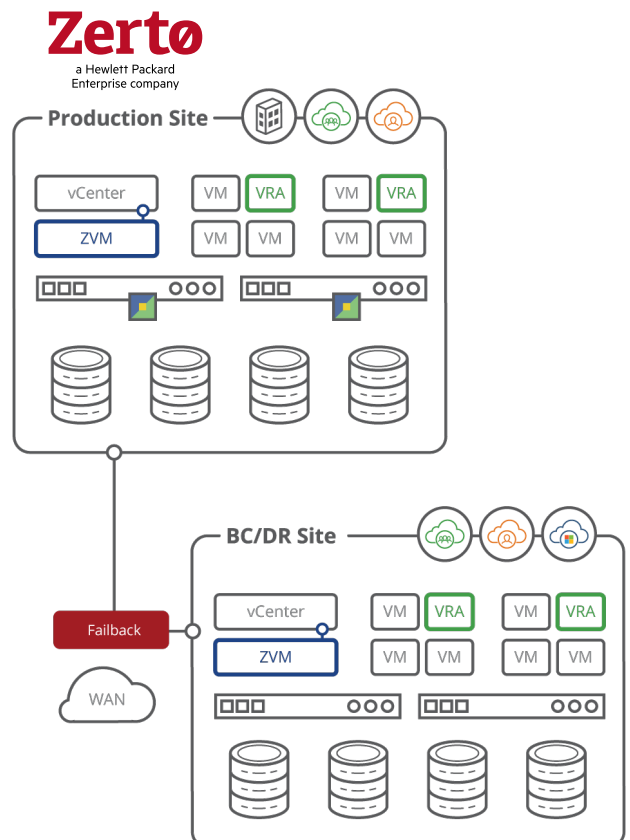 Zertø
a Hewlett Packard
Enterprise company
Production Site
vCenter
VM VRA VM VRA
ZVM
VM VM VM VM
BC/DR Site
vCenter
VM VRA VM VRA
Failback
ZVM
VM VM VM VM
WAN